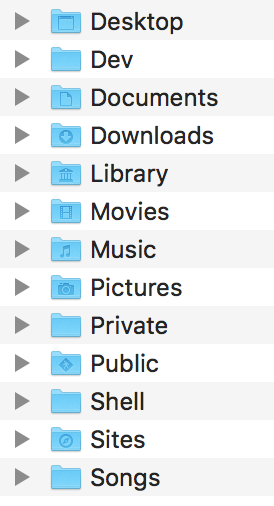 Desktop
Dev
Documents
Downloads
Library
Movies
Music
Pictures
Private
Public
Shell
Sites
Songs